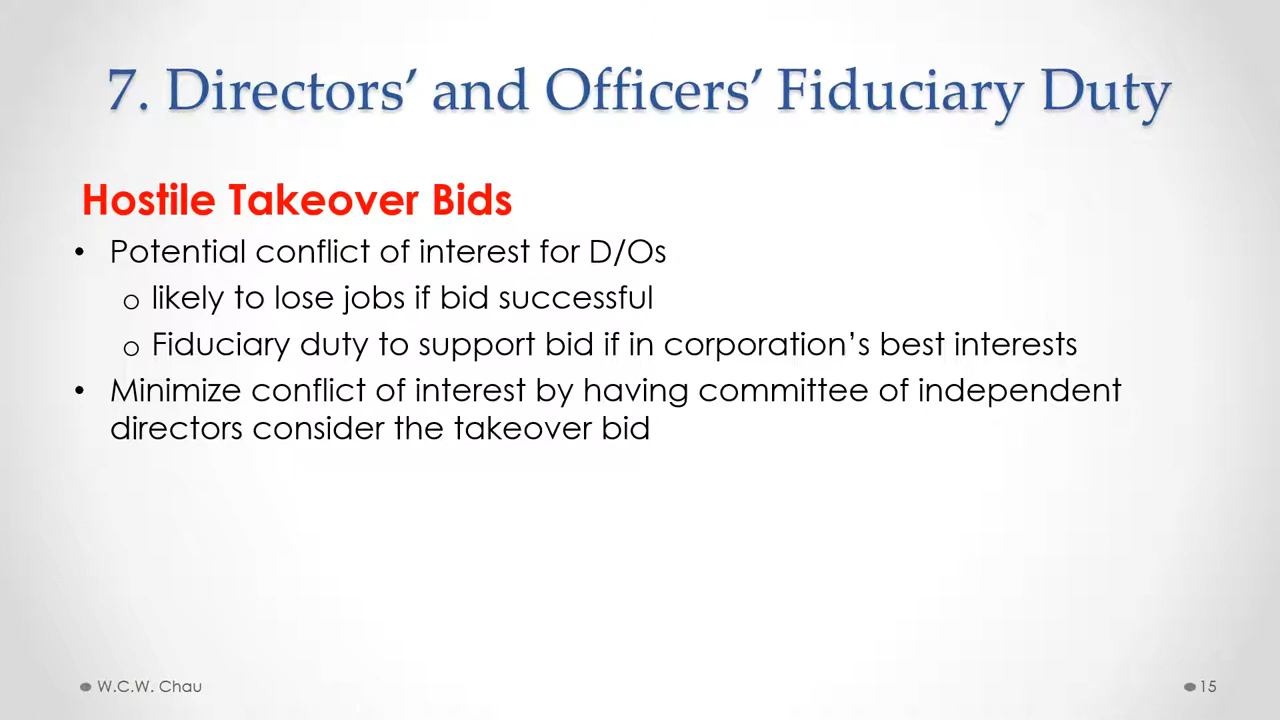 7. Directors’ and Officers’ Fiduciary Duty
Hostile Takeover Bids
• Potential conflict of interest for D/Os
o likely to lose jobs if bid successful
o Fiduciary duty to support bid if in corporation’s best interests
• Minimize conflict of interest by having committee of independent
directors consider the takeover bid
W.C.W. Chau
15